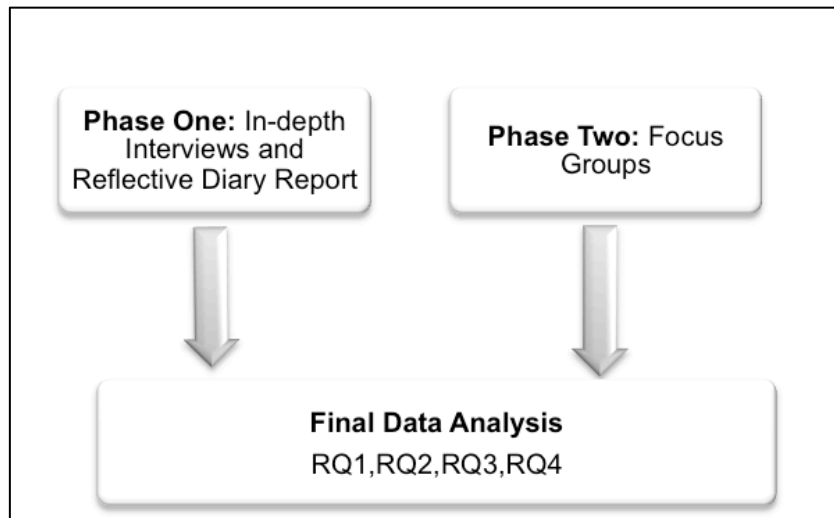 Phase One: In-depth
Interviews and
Reflective Diary Report
Phase Two: Focus
Groups
Final Data Analysis
RQ1,RQ2,RQ3,RQ4